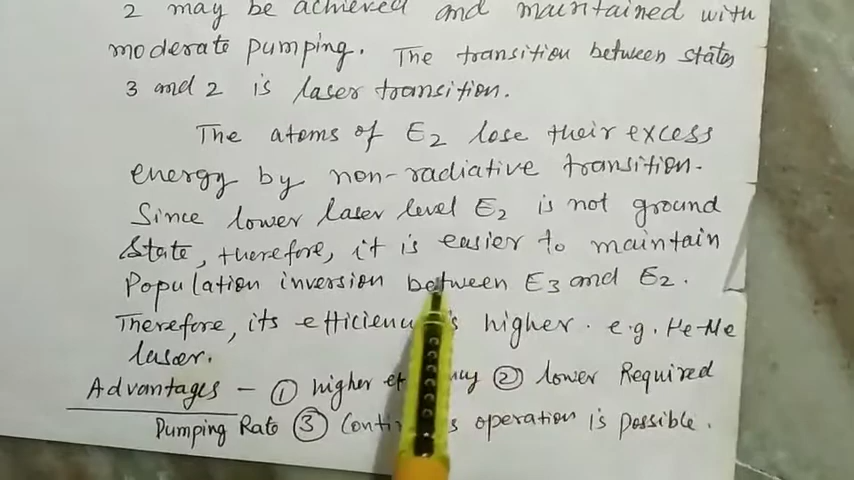 2 may be achieved and maintained with
moderate pumping. The transition between states
3 and 2 is laser transition.
The atoms of E2 lose their excess
energy by non-radiative transition.
Since lower laser level E2 is not ground
state, therefore, it is easier to maintain
Population inversion between E3 and E2.
Therefore, its higher. e.g. He-Ne
laser.
Advantages - ① higher ② lower Required
Pumping Rate ③ operation is possible.